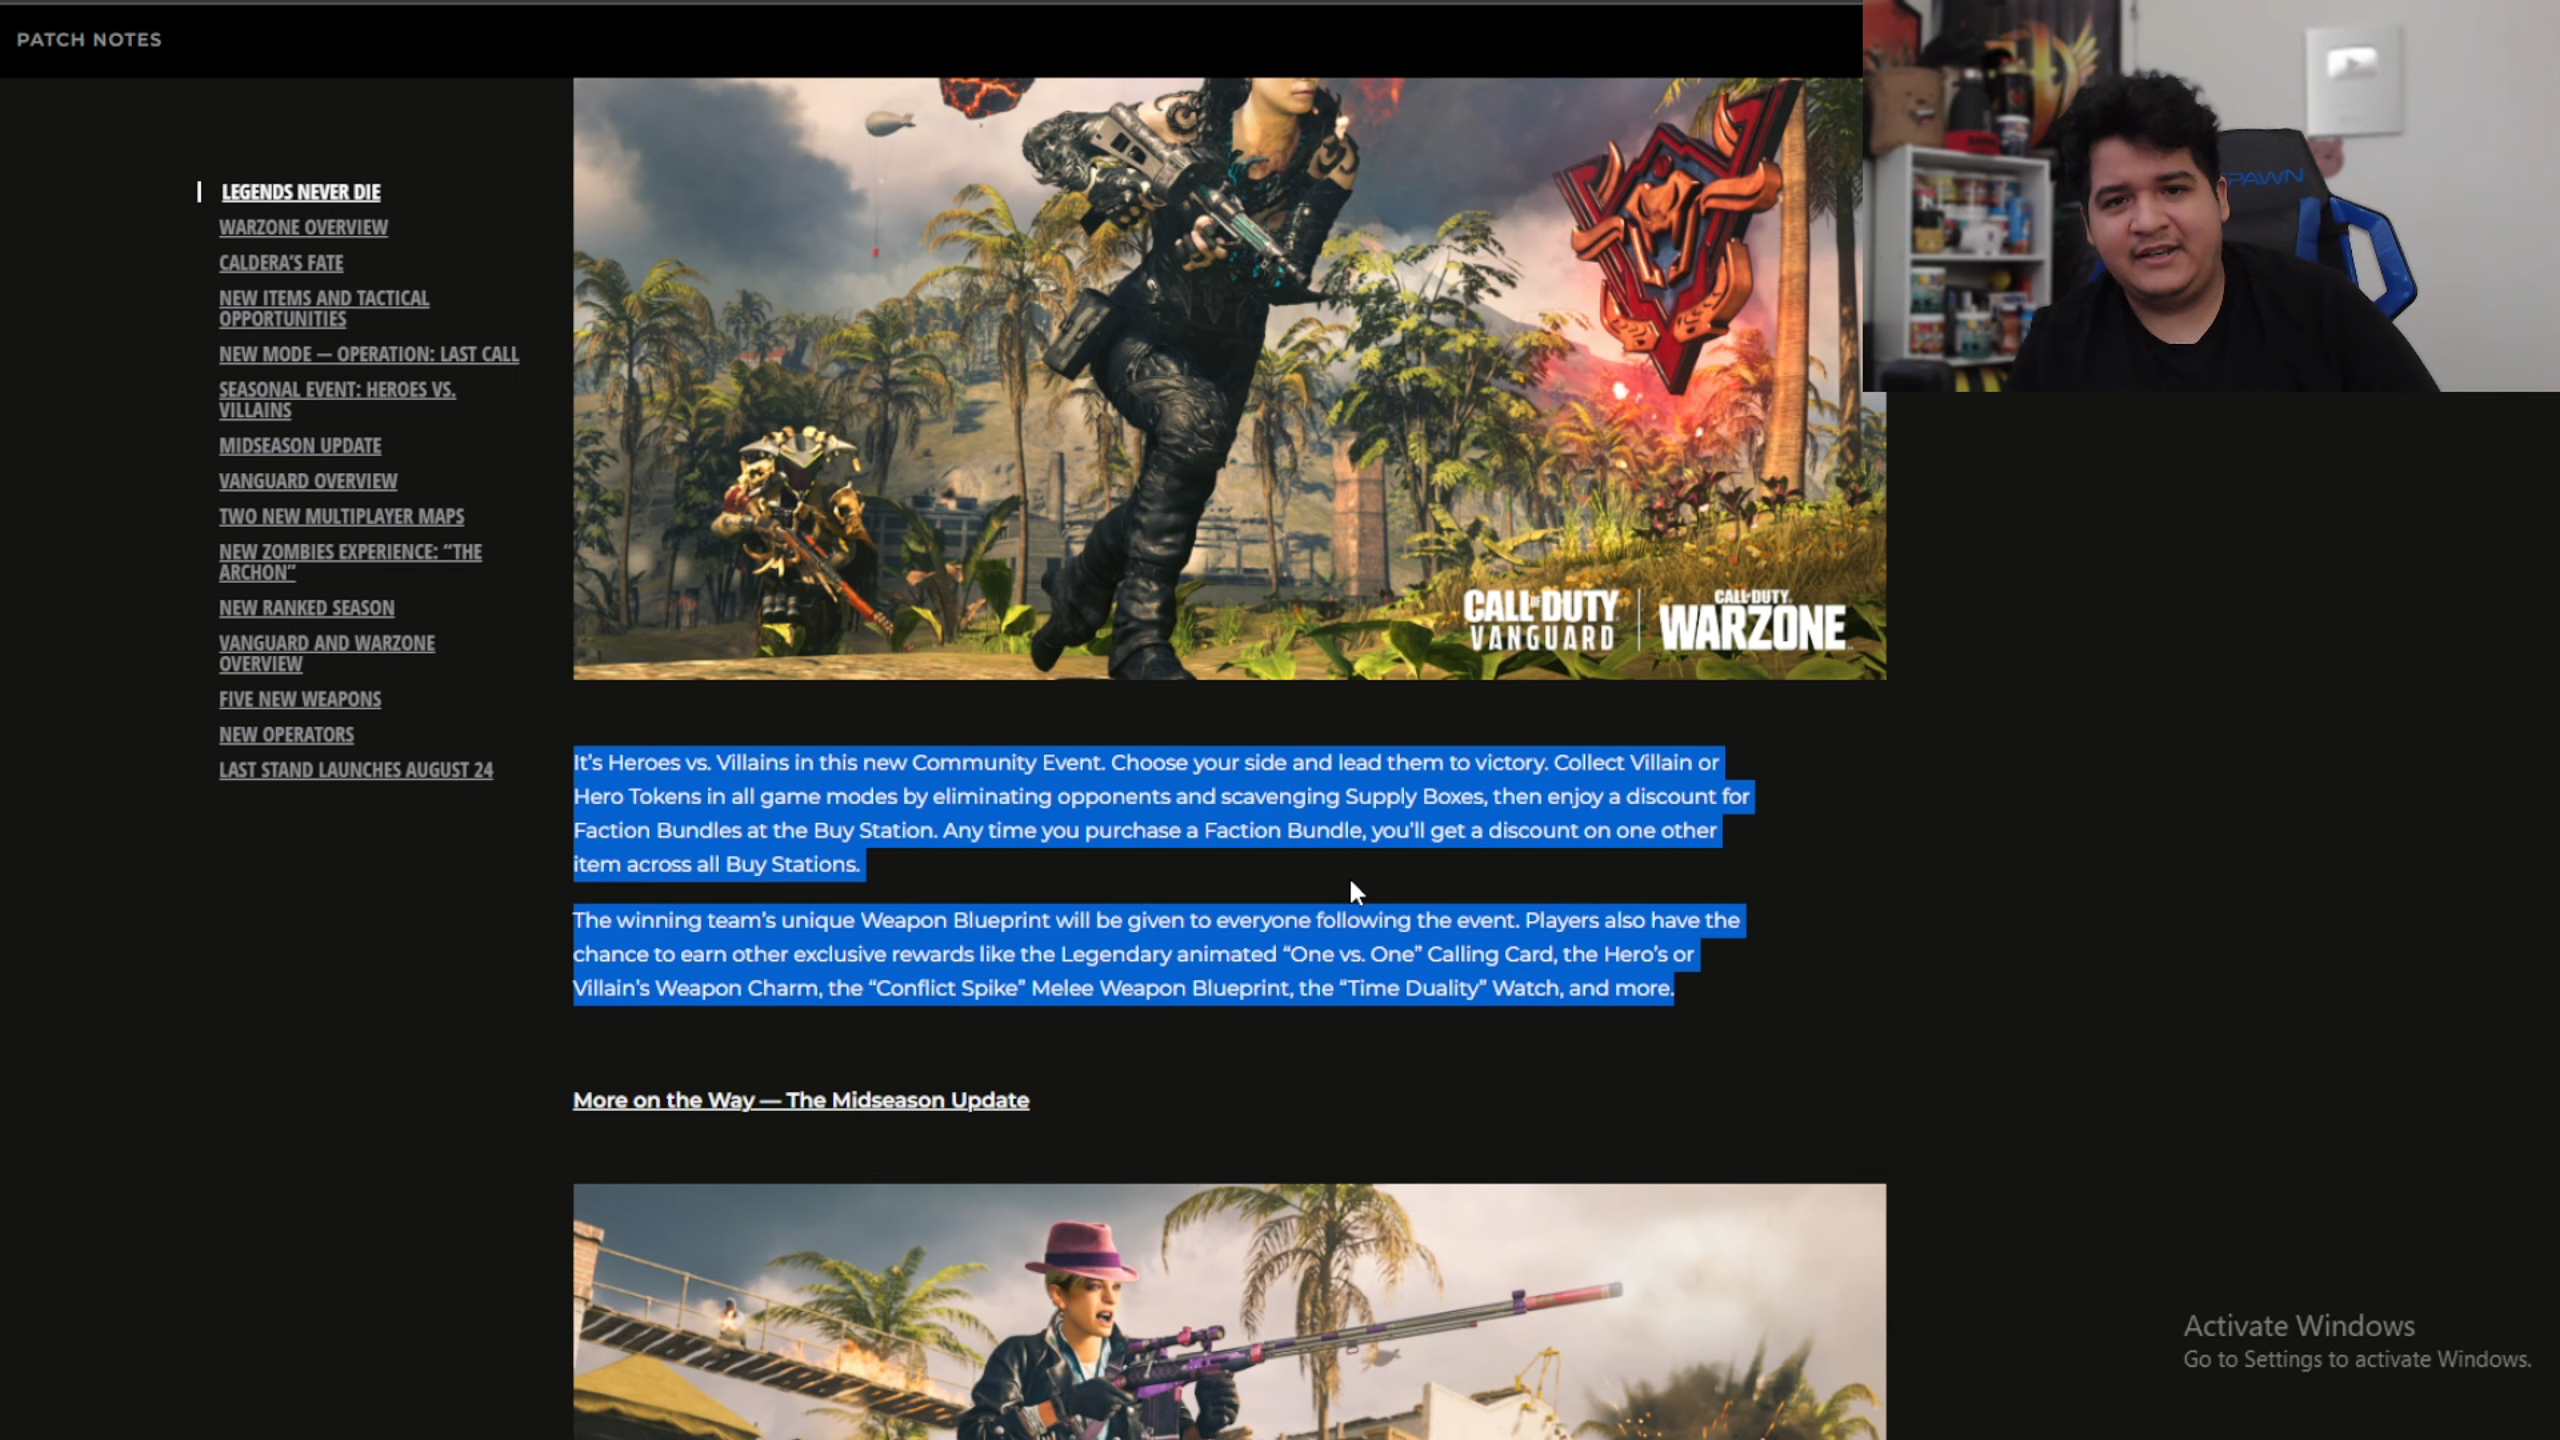 PATCH NOTES
LEGENDS NEVER DIE
WARZONE OVERVIEW
CALDERA'S FATE
NEW ITEMS AND TACTICAL
OPPORTUNITIES
NEW MODE — OPERATION: LAST CALL
SEASONAL EVENT: HEROES VS.
VILLAINS
MIDSEASON UPDATE
VANGUARD OVERVIEW
TWO NEW MULTIPLAYER MAPS
NEW ZOMBIES EXPERIENCE: “THE
ARCHON”
NEW RANKED SEASON
VANGUARD AND WARZONE
OVERVIEW
FIVE NEW WEAPONS
NEW OPERATORS
LAST STAND LAUNCHES AUGUST 24
SPAWN
CALL OF DUTY
VANGUARD
CALL OF DUTY
WARZONE
It’s Heroes vs. Villains in this new Community Event. Choose your side and lead them to victory. Collect Villain or
Hero Tokens in all game modes by eliminating opponents and scavenging Supply Boxes, then enjoy a discount for
Faction Bundles at the Buy Station. Any time you purchase a Faction Bundle, you’ll get a discount on one other
item across all Buy Stations.
The winning team’s unique Weapon Blueprint will be given to everyone following the event. Players also have the
chance to earn other exclusive rewards like the Legendary animated “One vs. One” Calling Card, the Hero’s or
Villain’s Weapon Charm, the “Conflict Spike” Melee Weapon Blueprint, the “Time Duality” Watch, and more.
More on the Way — The Midseason Update
Activate Windows
Go to Settings to activate Windows.